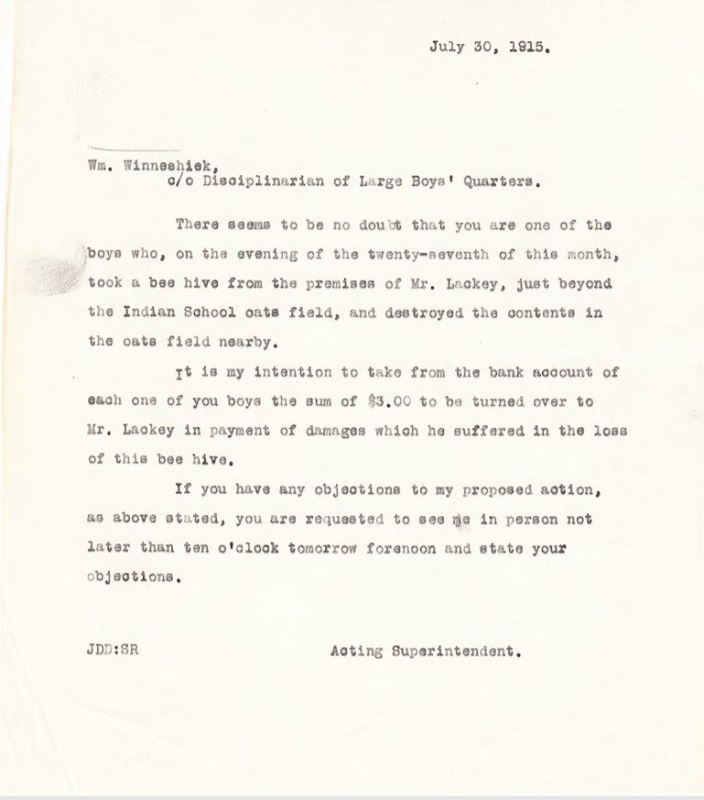 July 30, 1915.
Wm. Winneshiek,
c/o Disciplinarian of Large Boys' Quarters.
There seems to be no doubt that you are one of the
boys who, on the evening of the twenty-seventh of this month,
took a bee hive from the premises of Mr. Lackey, just beyond
the Indian School oats field, and destroyed the contents in
the oats field nearby.
It is my intention to take from the bank account of
each one of you boys the sum of $3.00 to be turned over to
Mr. Lackey in payment of damages which he suffered in the loss
of this bee hive.
If you have any objections to my proposed action,
as above stated, you are requested to see me in person not
later than ten o'clock tomorrow forenoon and state your
objections.
JDD:SR Acting Superintendent.